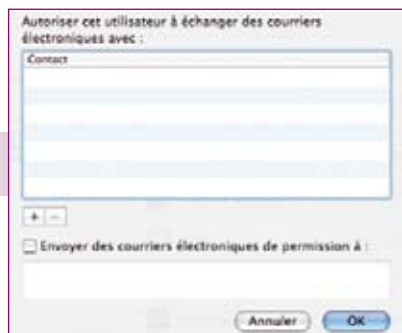 Autoriser cet utilisateur à échanger des courriers
électroniques avec :
Contact
+ -
Envoyer des courriers électroniques de permission à :
Annuler OK